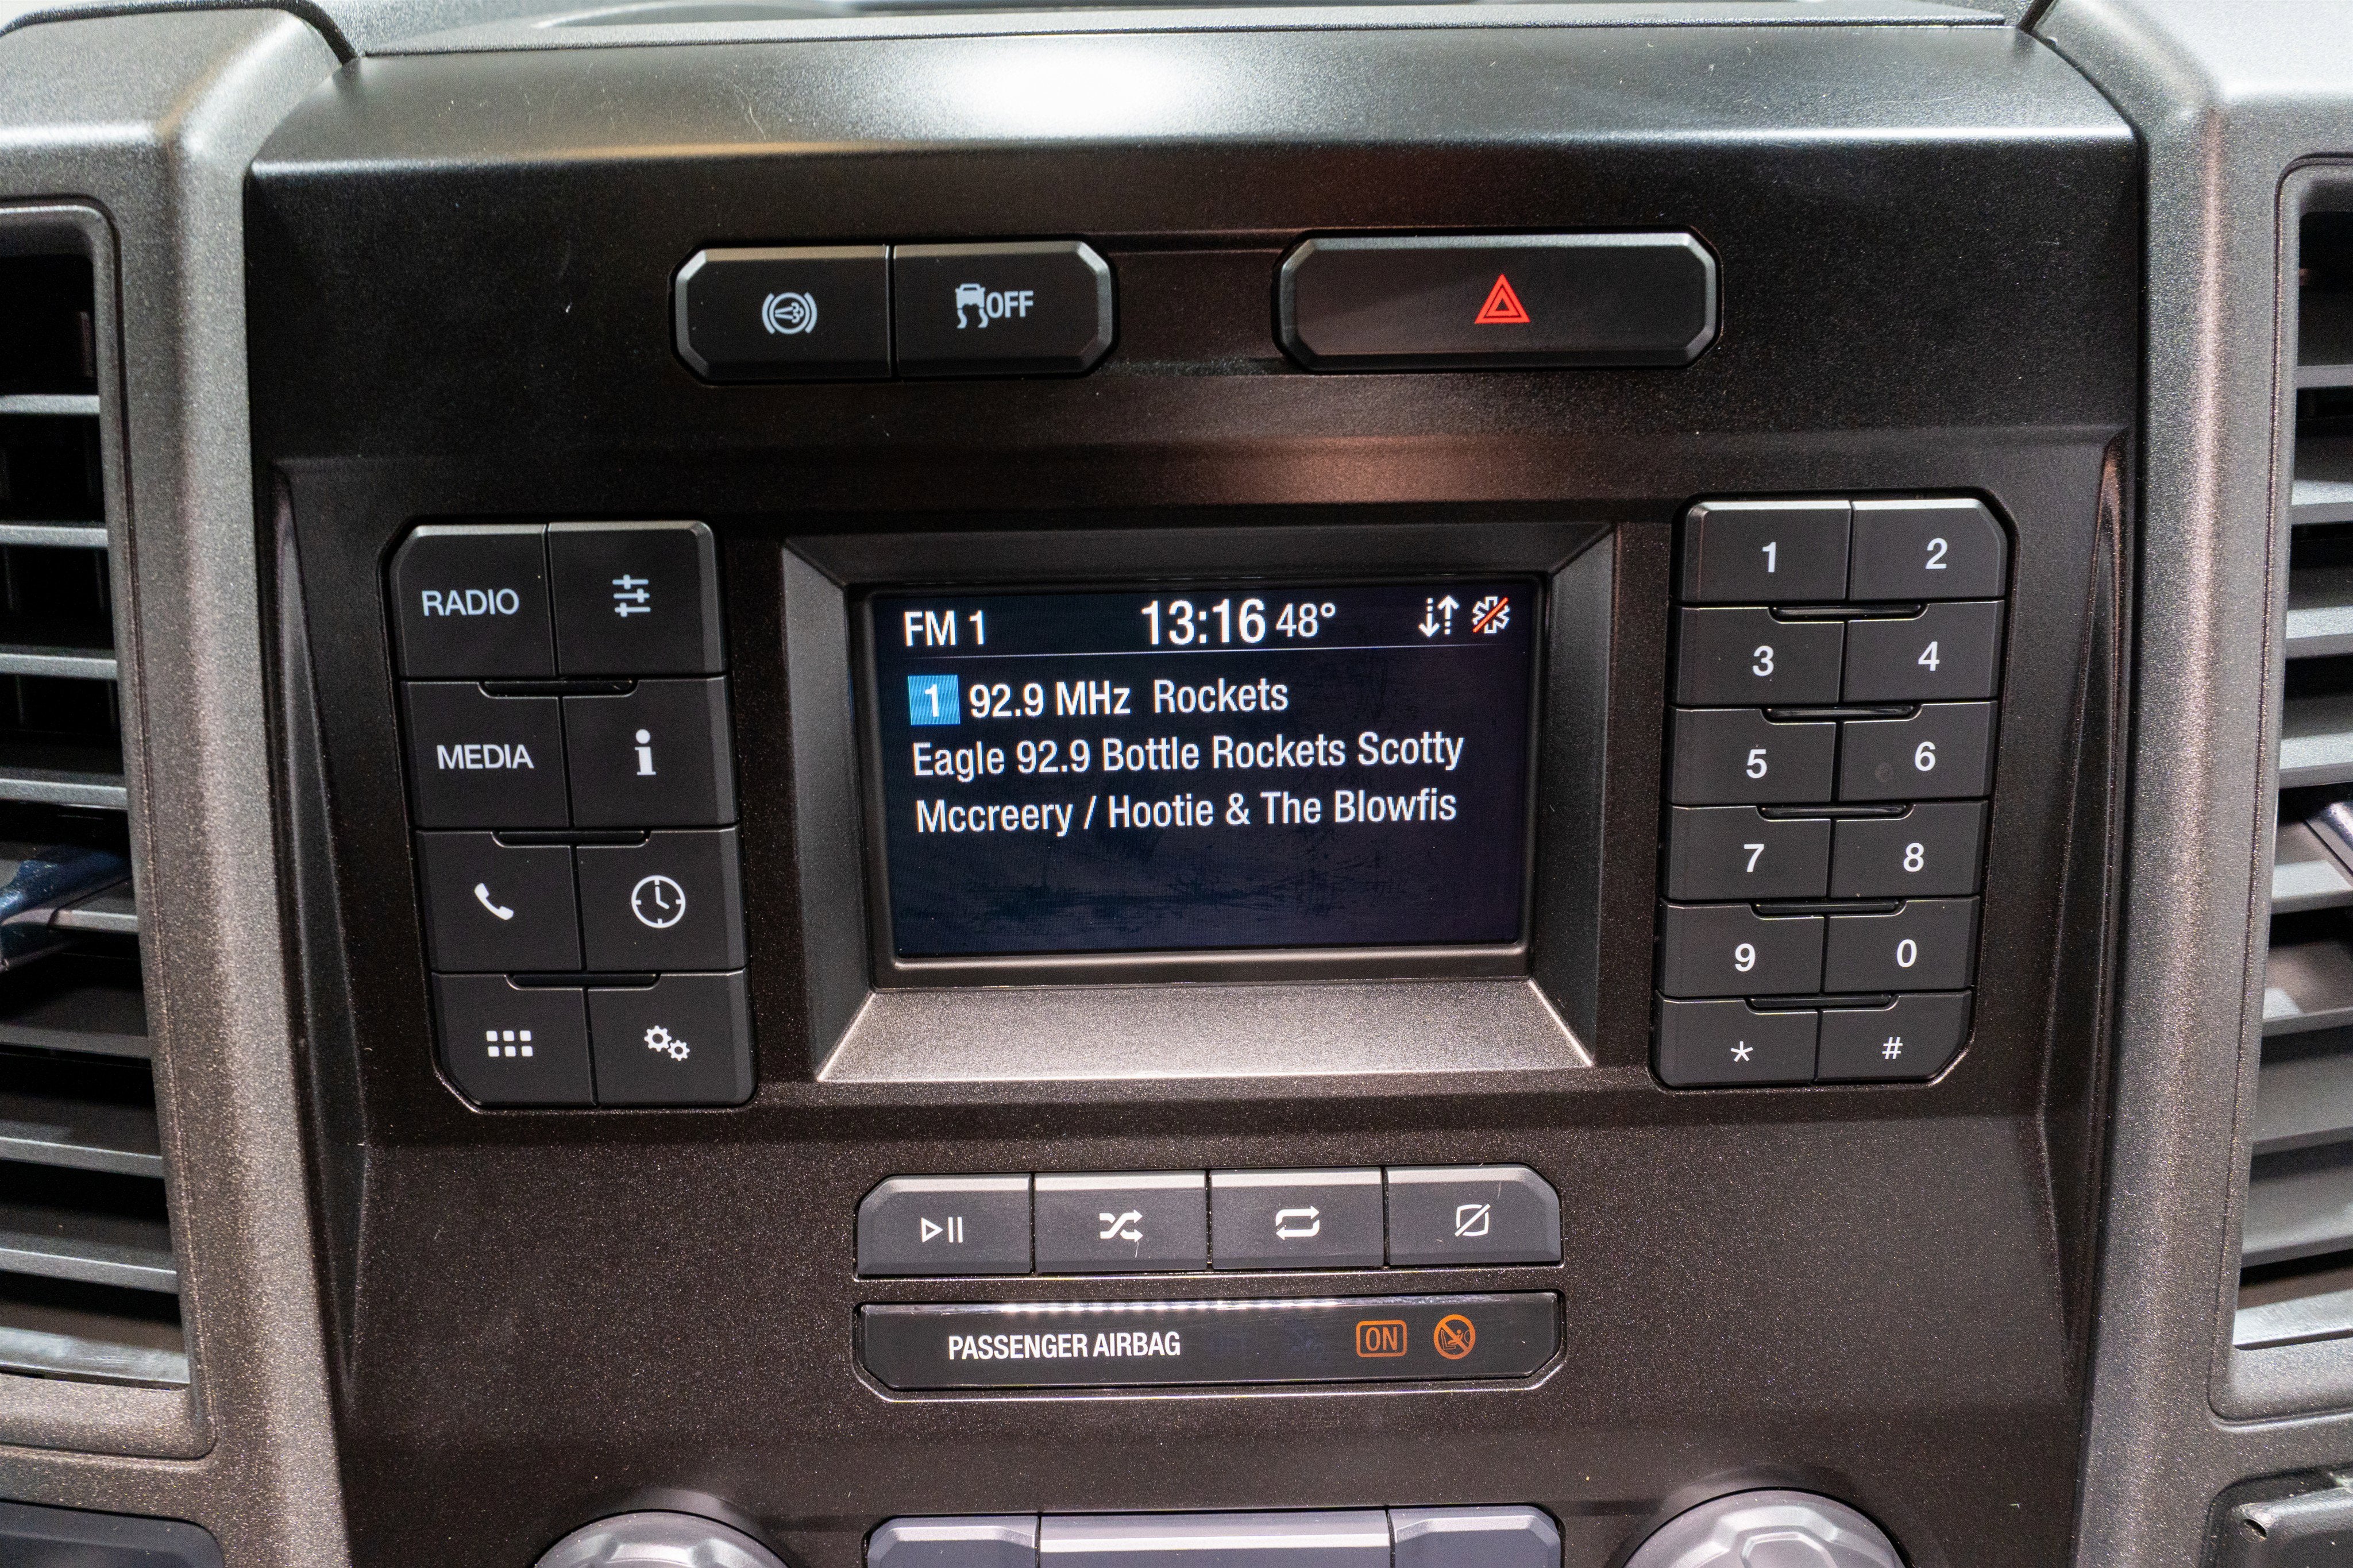 OFF
RADIO
MEDIA
FM 1 13:16 48°
1 92.9 MHz Rockets
Eagle 92.9 Bottle Rockets Scotty
Mccreery / Hootie & The Blowfis
1 2
3 4
5 6
7 8
9 0
* #
PASSENGER AIRBAG ON